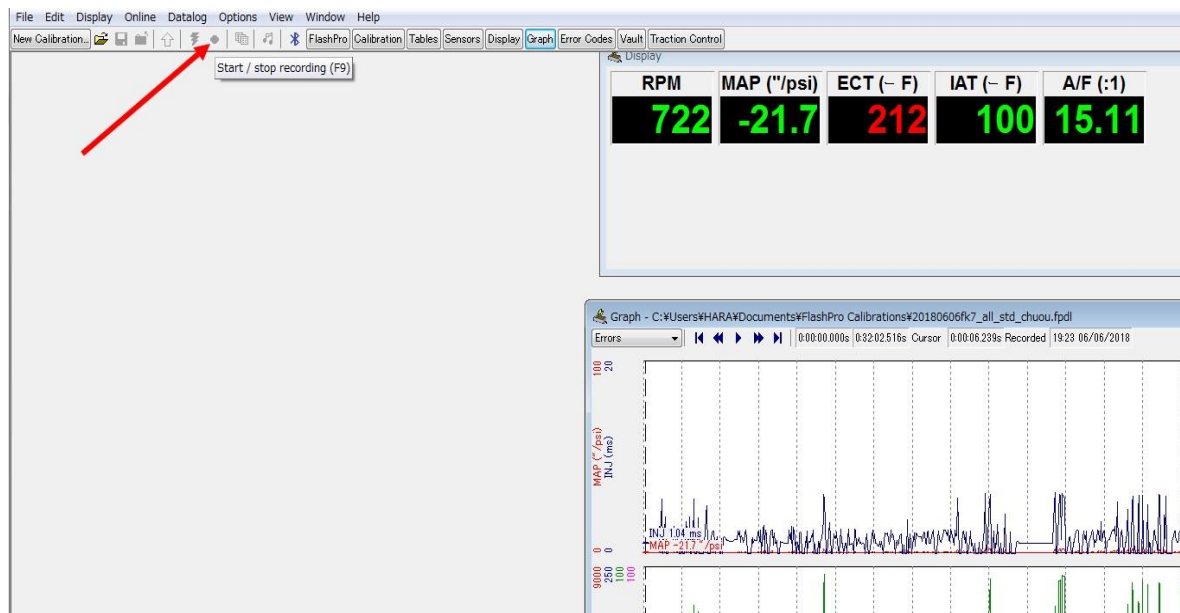 File Edit Display Online Datalog Options View Window Help
New Calibration... FlashPro Calibration Tables Sensors Display Graph Error Codes Vault Traction Control
Start / stop recording (F9)
Display
RPM MAP ("/psi) ECT (– F) IAT (– F) A/F (:1)
722 -21.7 212 100 15.11
Graph - C:¥Users¥HARA¥Documents¥FlashPro Calibrations¥20180606fk7_all_std_chuou.fpdl
Errors 0:00:00.000s 0:32:02.516s Cursor 0:00:06.239s Recorded 19:23 06/06/2018
100 20
MAP ("/psi)
INJ (ms)
INJ 1.04 ms
MAP -21.7 "/psi
0 0
9000 250 100 100